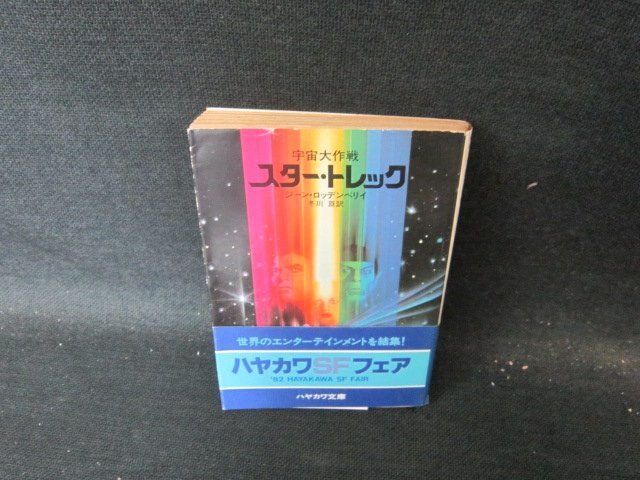 宇宙大作戦
スター・トレック
ジーン・ロッデンベリイ
川 亘訳
世界のエンターテインメントを結集!
ハヤカワSFフェア
'82 HAYAKAWA SF FAIR
ハヤカワ文庫